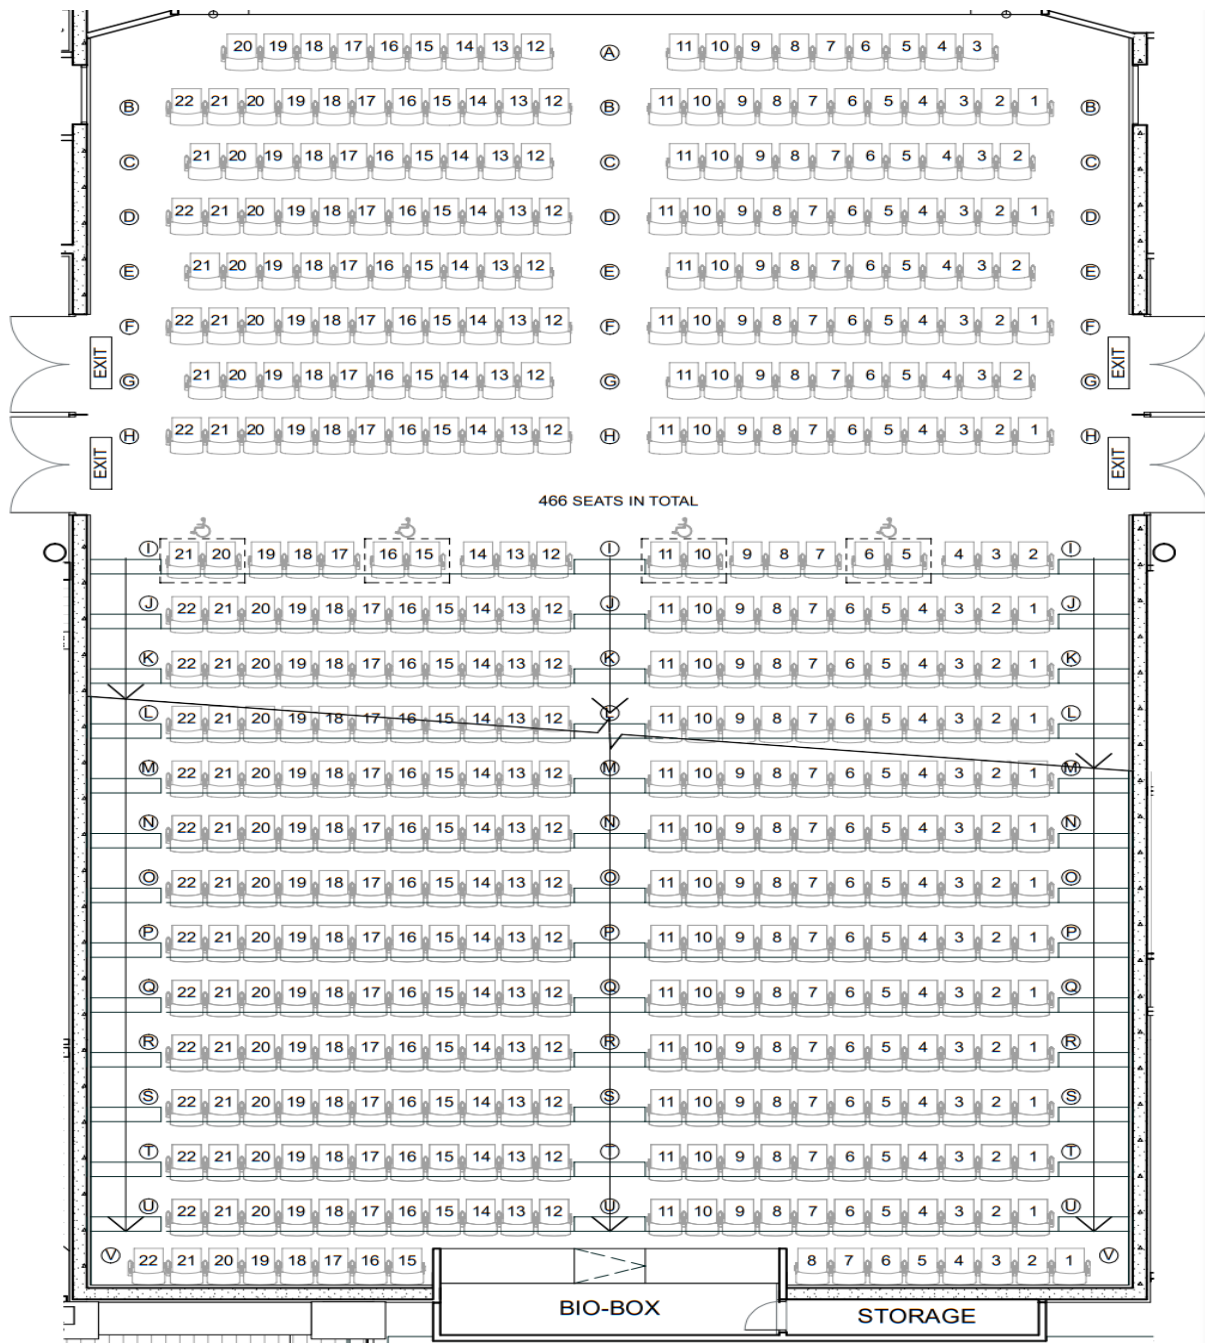 20 19 18 17 16 15 14 13 12 A 11 10 9 8 7 6 5 4 3
B 22 21 20 19 18 17 16 15 14 13 12 B 11 10 9 8 7 6 5 4 3 2 1 B
C 21 20 19 18 17 16 15 14 13 12 C 11 10 9 8 7 6 5 4 3 2
D 22 21 20 19 18 17 16 15 14 13 12 D 11 10 9 8 7 6 5 4 3 2 1 D
E 21 20 19 18 17 16 15 14 13 12 E 11 10 9 8 7 6 5 4 3 2 E
F 22 21 20 19 18 17 16 15 14 13 12 F 11 10 9 8 7 6 5 4 3 2 1 F
EXIT EXIT
G 21 20 19 18 17 16 15 14 13 12 G 11 10 9 8 7 6 5 4 3 2 G
H 22 21 20 19 18 17 16 15 14 13 12 H 11 10 9 8 7 6 5 4 3 2 1 H
EXIT EXIT
466 SEATS IN TOTAL
I 21 20 19 18 17 16 15 14 13 12 I 11 10 9 8 7 6 5 4 3 2 I
J 22 21 20 19 18 17 16 15 14 13 12 J 11 10 9 8 7 6 5 4 3 2 1 J
K 22 21 20 19 18 17 16 15 14 13 12 K 11 10 9 8 7 6 5 4 3 2 1 K
L 22 21 20 19 18 17 16 15 14 13 12 L 11 10 9 8 7 6 5 4 3 2 1 L
M 22 21 20 19 18 17 16 15 14 13 12 M 11 10 9 8 7 6 5 4 3 2 1 M
N 22 21 20 19 18 17 16 15 14 13 12 N 11 10 9 8 7 6 5 4 3 2 1 N
O 22 21 20 19 18 17 16 15 14 13 12 O 11 10 9 8 7 6 5 4 3 2 1 O
P 22 21 20 19 18 17 16 15 14 13 12 P 11 10 9 8 7 6 5 4 3 2 1 P
Q 22 21 20 19 18 17 16 15 14 13 12 Q 11 10 9 8 7 6 5 4 3 2 1 Q
R 22 21 20 19 18 17 16 15 14 13 12 R 11 10 9 8 7 6 5 4 3 2 1 R
S 22 21 20 19 18 17 16 15 14 13 12 S 11 10 9 8 7 6 5 4 3 2 1 S
T 22 21 20 19 18 17 16 15 14 13 12 T 11 10 9 8 7 6 5 4 3 2 1 T
U 22 21 20 19 18 17 16 15 14 13 12 U 11 10 9 8 7 6 5 4 3 2 1 U
V 22 21 20 19 18 17 16 15 8 7 6 5 4 3 2 1 V
BIO-BOX
STORAGE